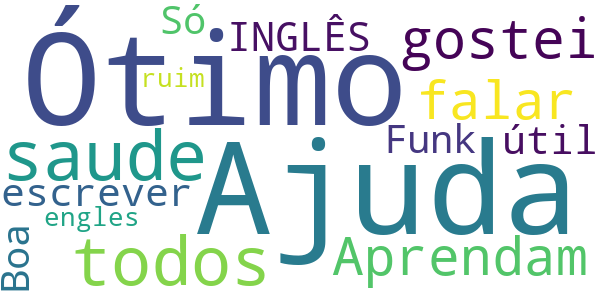 Só
INGLÊS
gostei
Ótimo
ruim
falar
Funk
útil
saude
Ajuda
escrever
engles
Boa
todos
Aprendam